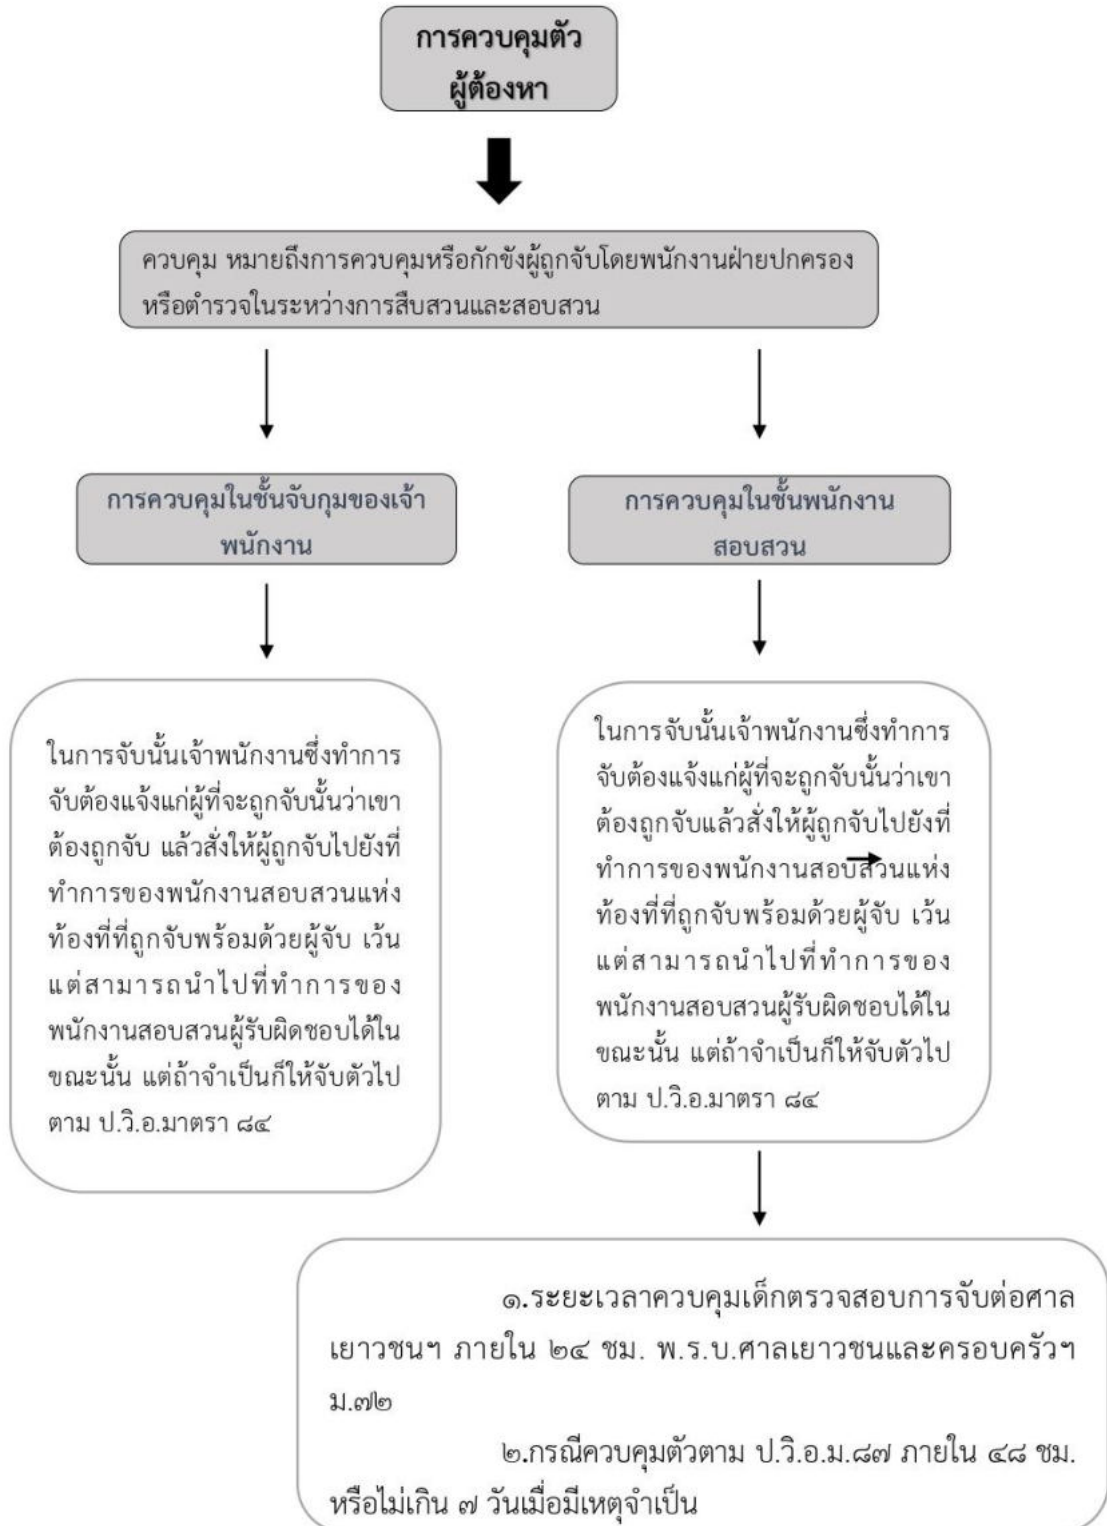 การควบคุมตัว
ผู้ต้องหา
ควบคุม หมายถึงการควบคุมหรือกักขังผู้ถูกจับโดยพนักงานฝ่ายปกครอง
หรือตำรวจในระหว่างการสืบสวนและสอบสวน
การควบคุมในชั้นจับกุมของเจ้า
พนักงาน
การควบคุมในชั้นพนักงาน
สอบสวน
ในการจับนั้นเจ้าพนักงานซึ่งทำการ
จับต้องแจ้งแก่ผู้ที่จะถูกจับนั้นว่าเขา
ต้องถูกจับ แล้วสั่งให้ผู้ถูกจับไปยังที่
ทำการของพนักงานสอบสวนแห่ง
ท้องที่ที่ถูกจับพร้อมด้วยผู้จับ เว้น
แต่สามารถนำไปที่ทำการของ
พนักงานสอบสวนผู้รับผิดชอบได้ใน
ขณะนั้น แต่ถ้าจำเป็นก็ให้จับตัวไป
ตาม ป.วิ.อ.มาตรา ๘๔
ในการจับนั้นเจ้าพนักงานซึ่งทำการ
จับต้องแจ้งแก่ผู้ที่จะถูกจับนั้นว่าเขา
ต้องถูกจับแล้วสั่งให้ผู้ถูกจับไปยังที่
ทำการของพนักงานสอบสวนแห่ง
ท้องที่ที่ถูกจับพร้อมด้วยผู้จับ เว้น
แต่สามารถนำไปที่ทำการของ
พนักงานสอบสวนผู้รับผิดชอบได้ใน
ขณะนั้น แต่ถ้าจำเป็นก็ให้จับตัวไป
ตาม ป.วิ.อ.มาตรา ๘๔
๑.ระยะเวลาควบคุมเด็กตรวจสอบการจับต่อศาล
เยาวชนฯ ภายใน ๒๔ ชม. พ.ร.บ.ศาลเยาวชนและครอบครัวฯ
ม.๗๒
๒.กรณีควบคุมตัวตาม ป.วิ.อ.ม.๘๗ ภายใน ๔๘ ชม.
หรือไม่เกิน ๗ วันเมื่อมีเหตุจำเป็น